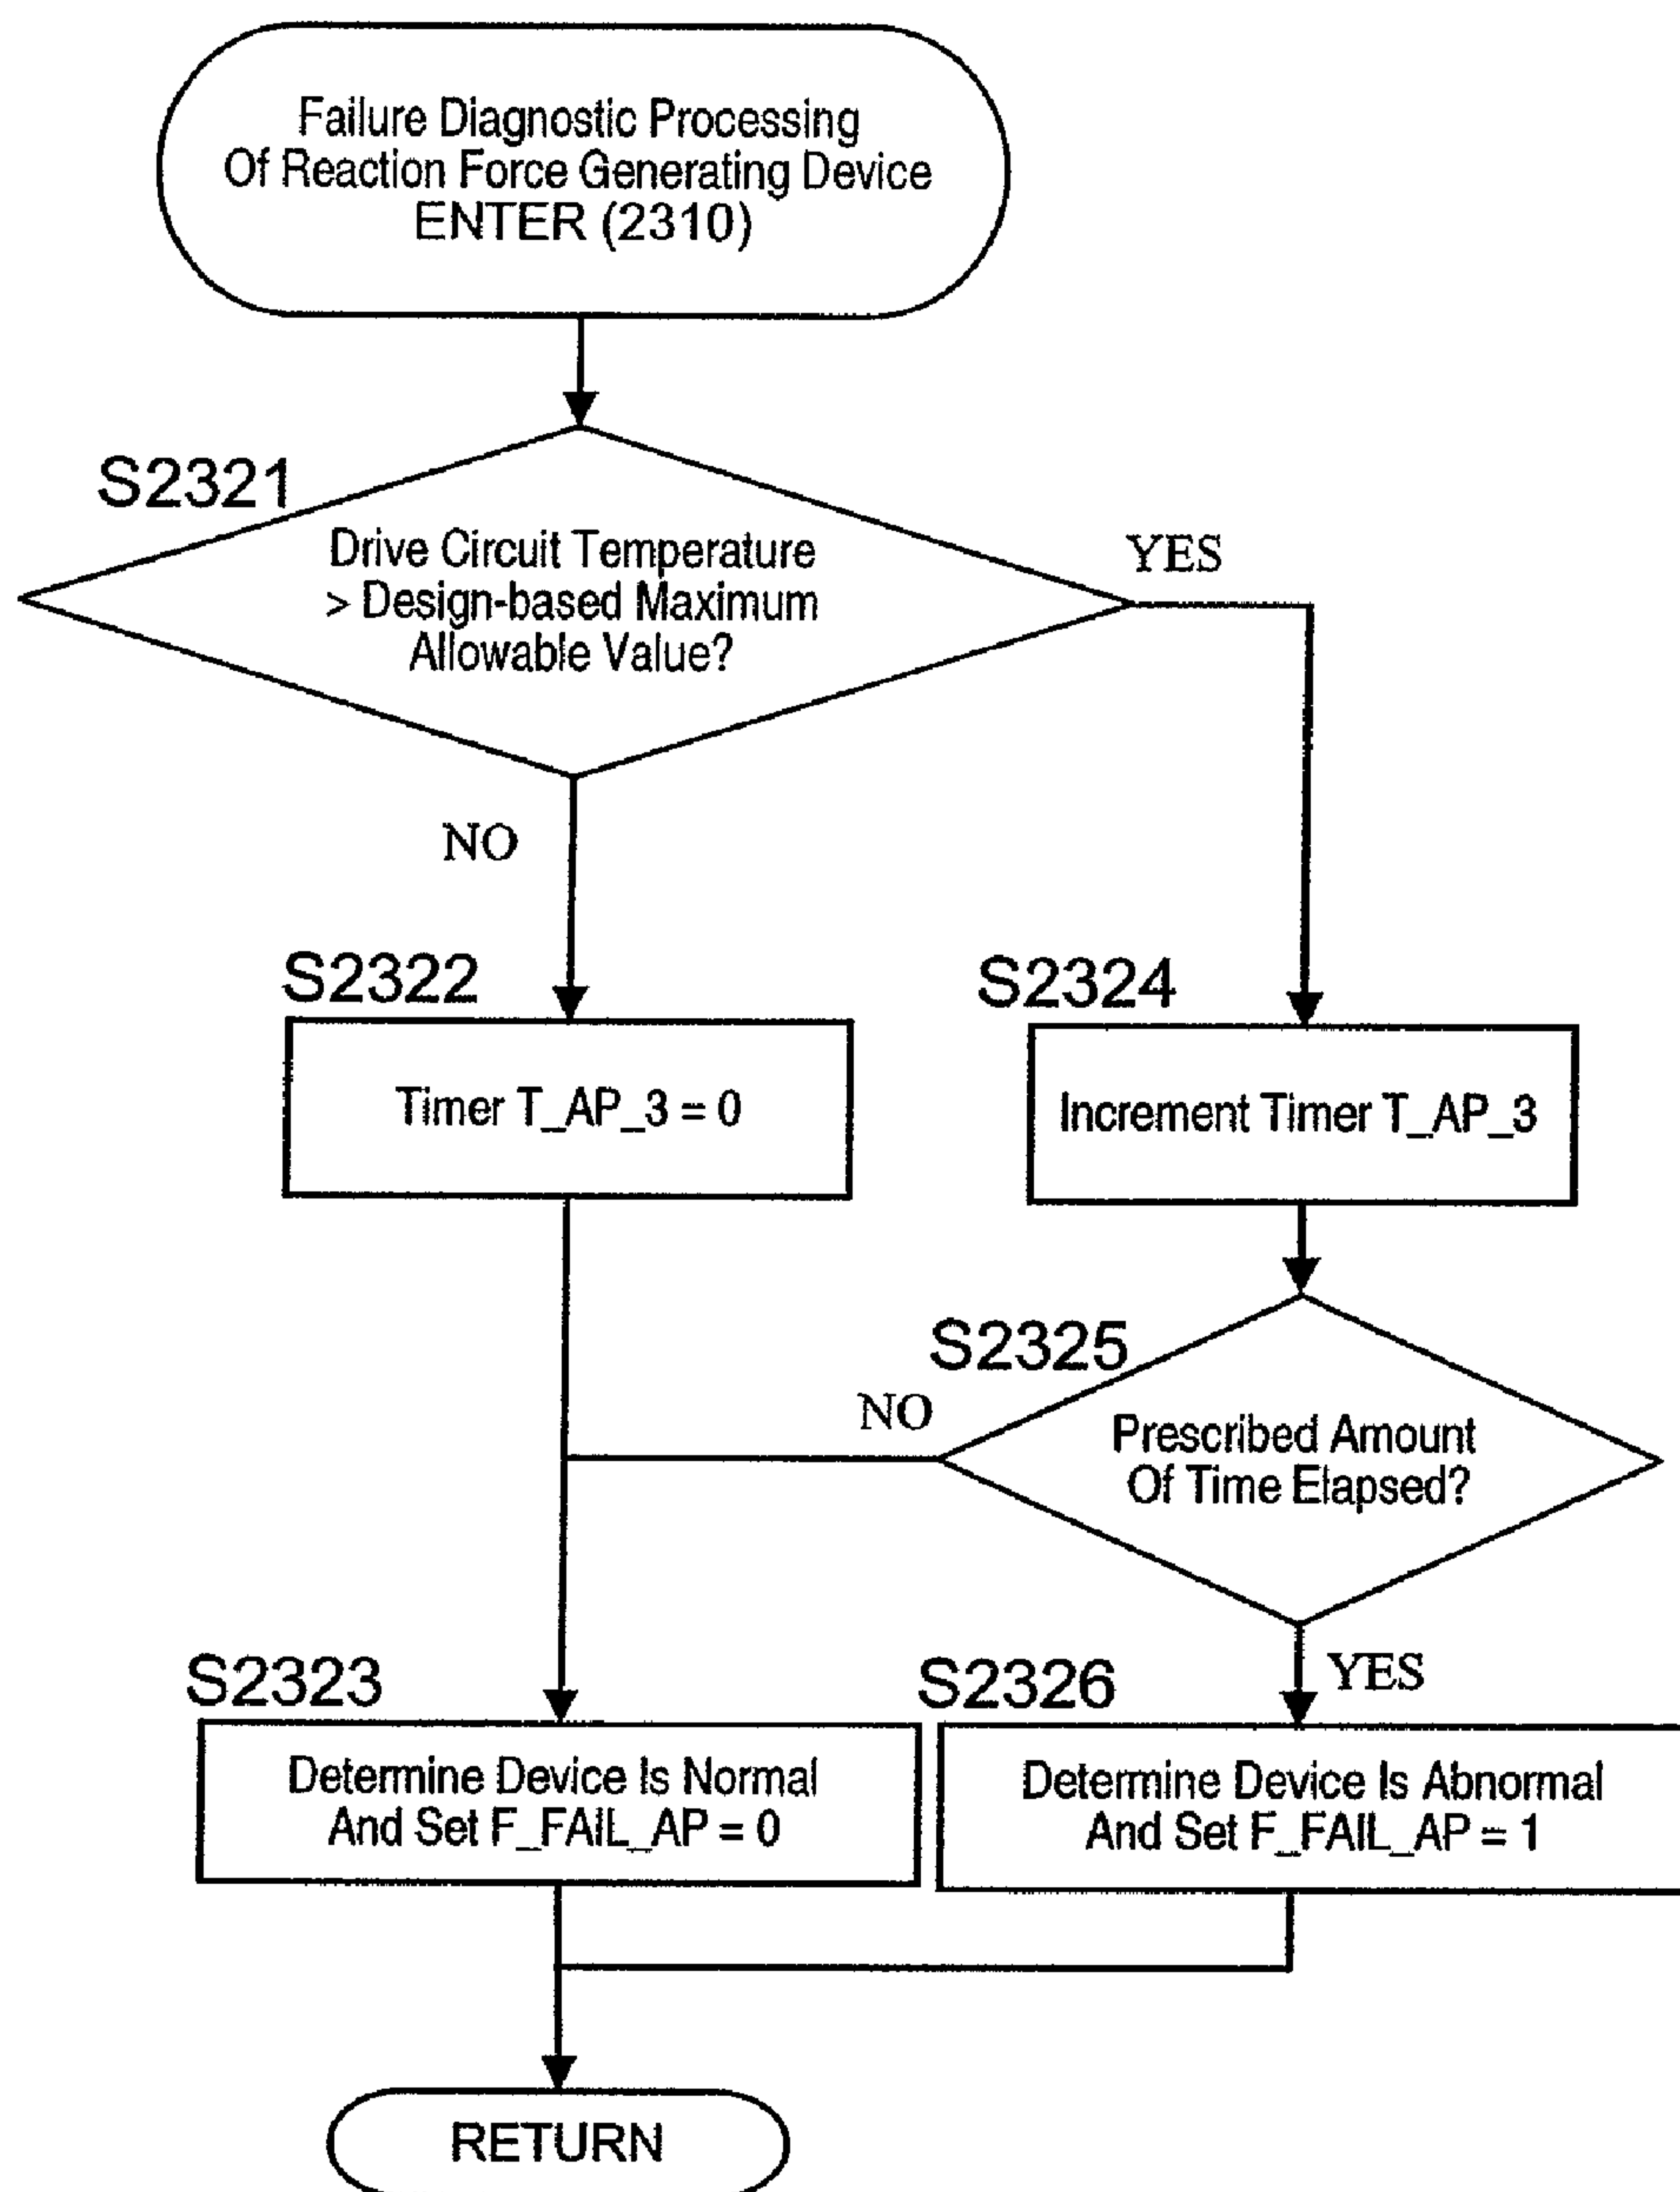 Failure Diagnostic Processing
Of Reaction Force Generating Device
ENTER (2310)
S2321
Drive Circuit Temperature
> Design-based Maximum
Allowable Value?
YES
NO
S2322
Timer T_AP_3 = 0
S2324
Increment Timer T_AP_3
S2325
NO
Prescribed Amount
Of Time Elapsed?
YES
S2323
Determine Device Is Normal
And Set F_FAIL_AP = 0
S2326
Determine Device Is Abnormal
And Set F_FAIL_AP = 1
RETURN